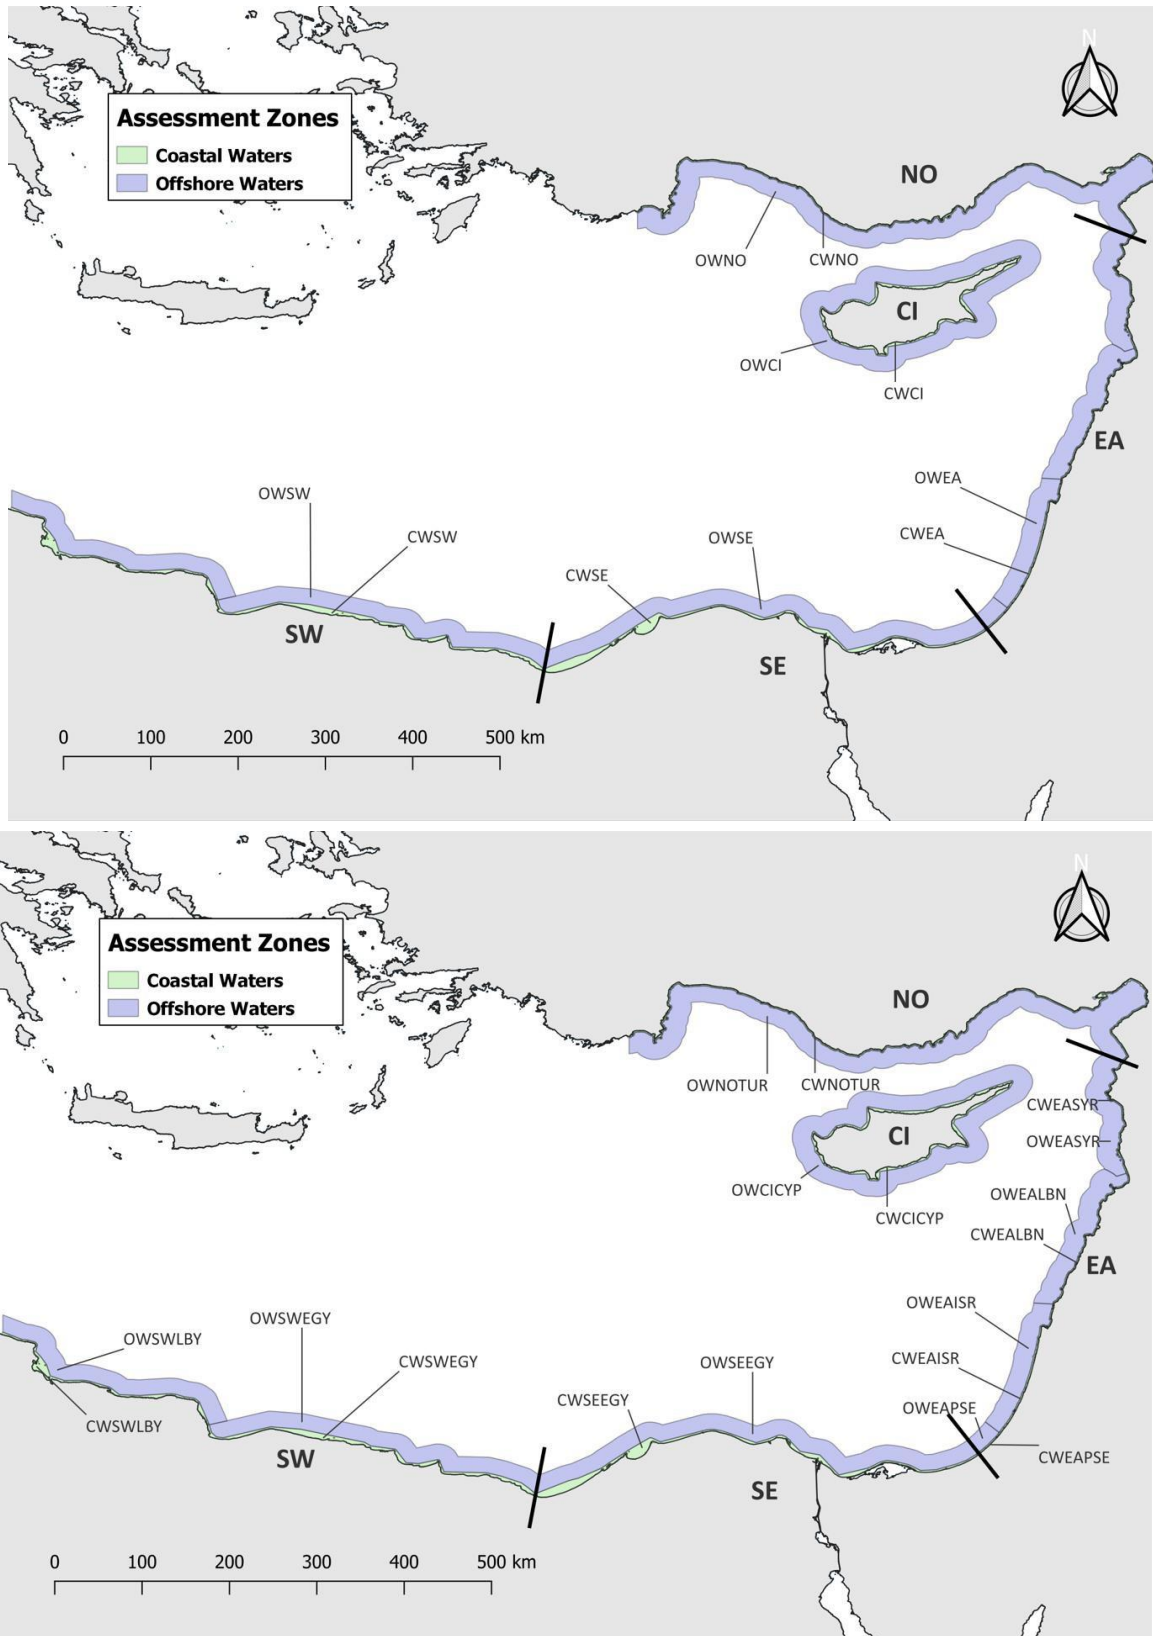 N
Assessment Zones
Coastal Waters
Offshore Waters
NO
OWNO
CWNO
CI
OWCI
CWCI
EA
OWEA
CWEA
OWSW
CWSW
CWSE
OWSE
SW
SE
0 100 200 300 400 500 km
N
Assessment Zones
Coastal Waters
Offshore Waters
NO
OWNOTUR
CWNOTUR
CWEASYR
CI
OWEASYR
OWCICYP
CWCICYP
OWEALBN
CWEALBN
EA
OWEAISR
OWSWLBY
OWSWEGY
CWSWEGY
OWSEEGY
CWEAISR
CWSEEGY
OWEAPSE
CWSWLBY
SW
CWEAPSE
SE
0 100 200 300 400 500 km